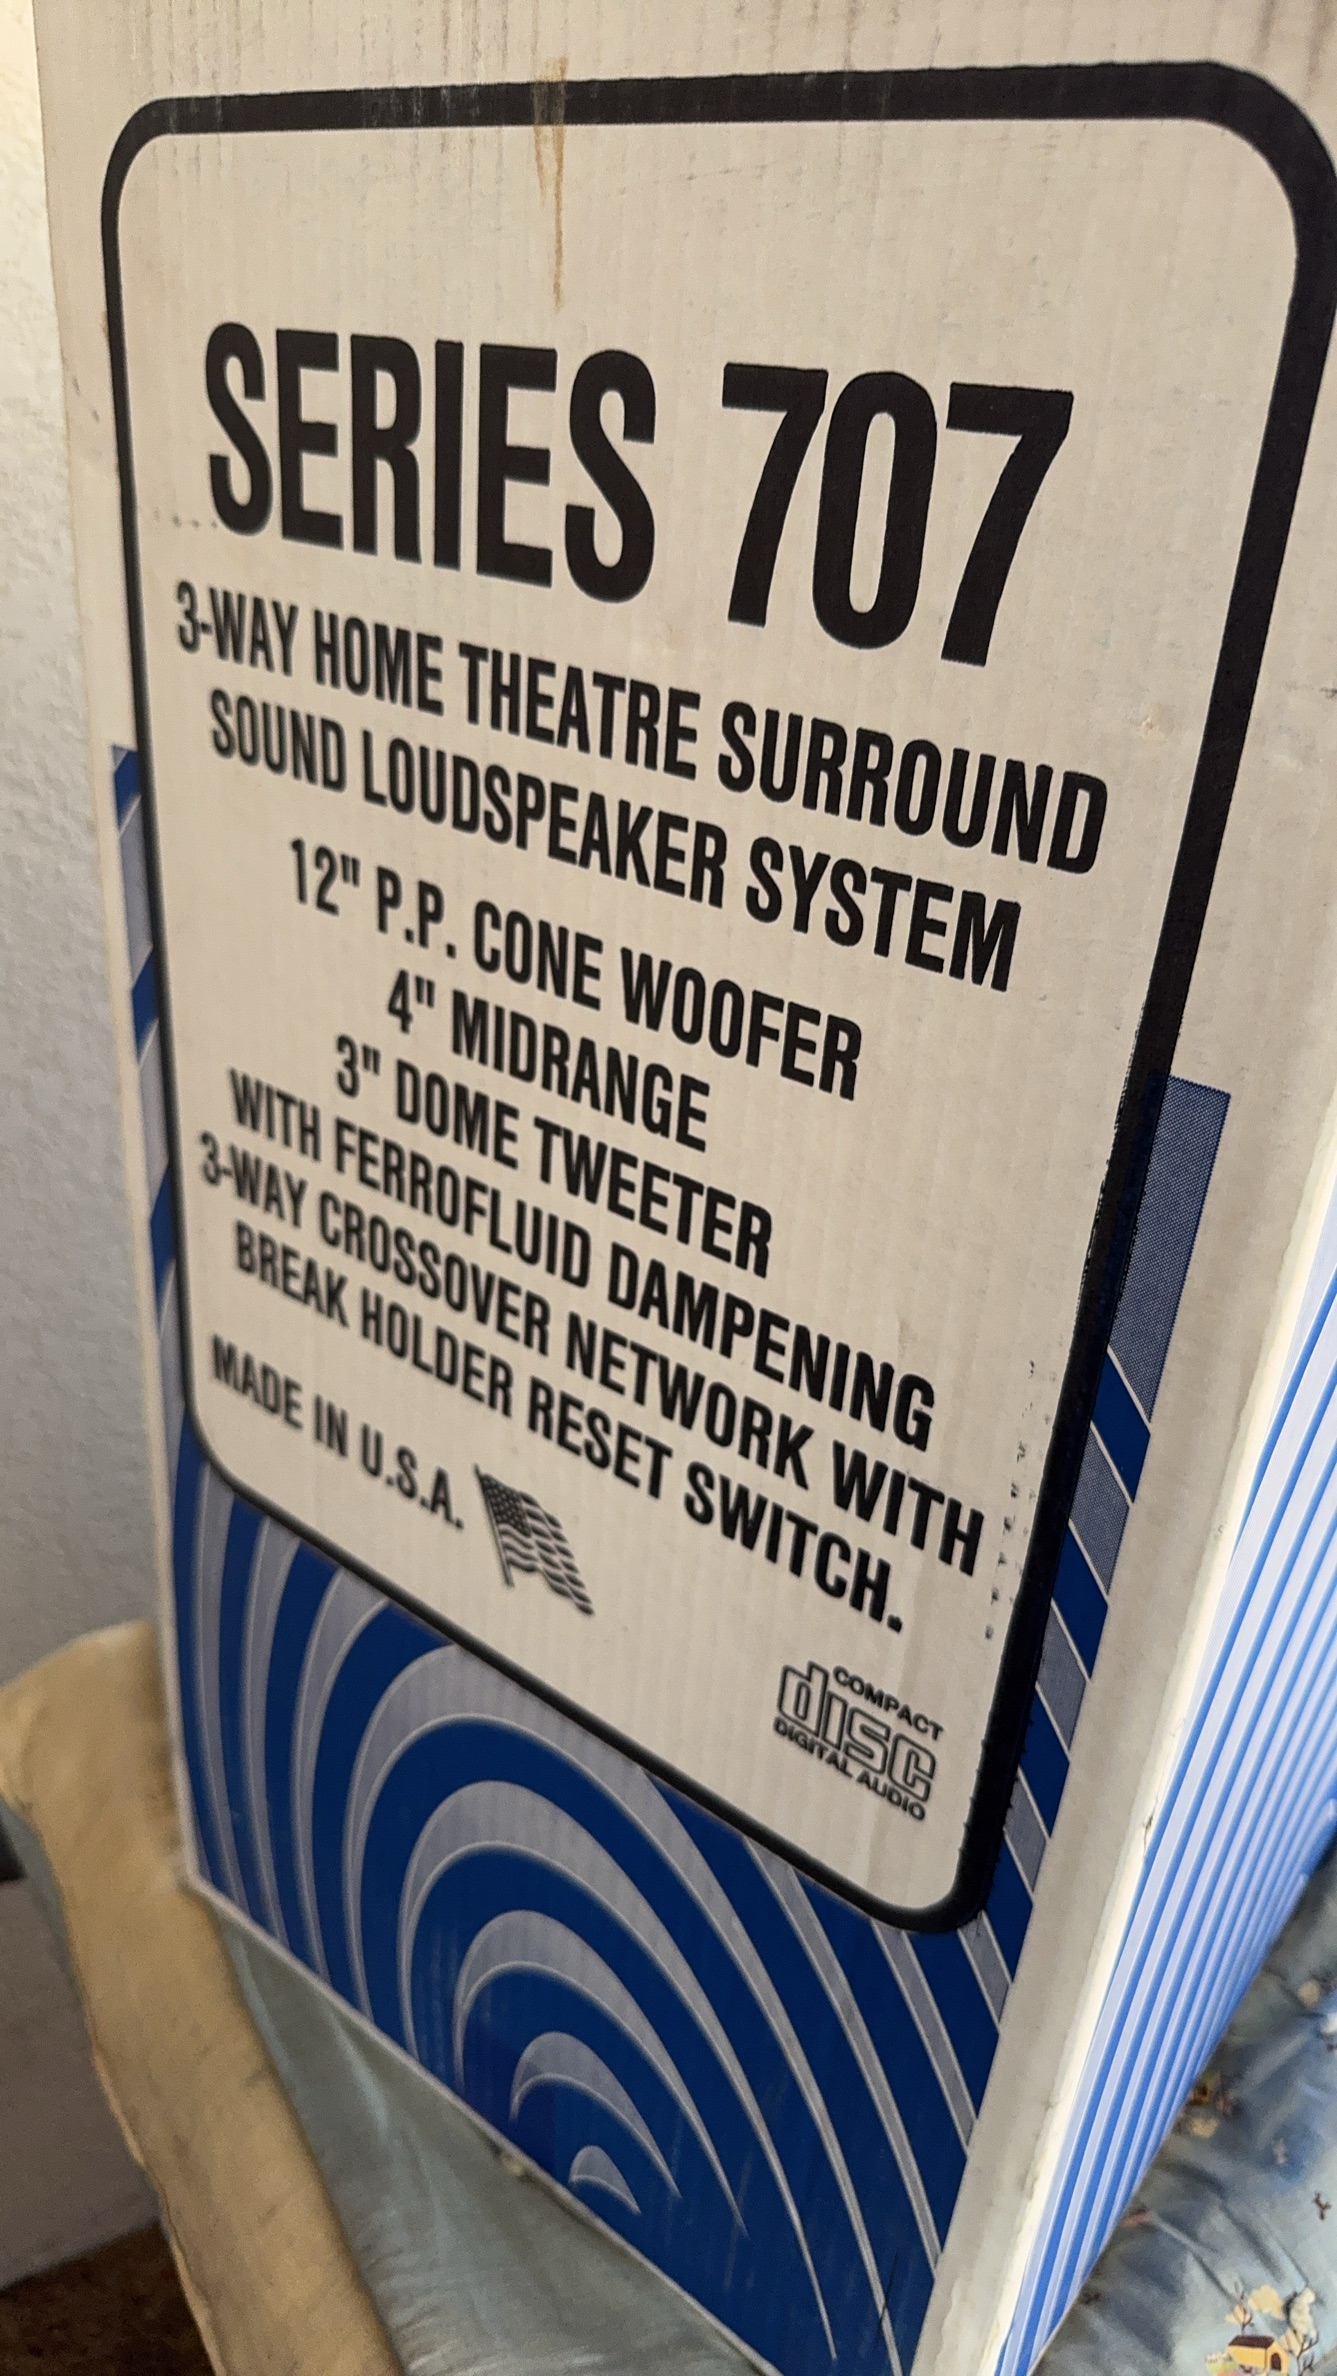 SERIES 707
3-WAY HOME THEATRE SURROUND
SOUND LOUDSPEAKER SYSTEM
12" P.P. CONE WOOFER
4" MIDRANGE
3" DOME TWEETER
WITH FERROFLUID DAMPENING
3-WAY CROSSOVER NETWORK WITH
BREAK HOLDER RESET SWITCH.
MADE IN U.S.A.
COMPACT
disc
DIGITAL AUDIO